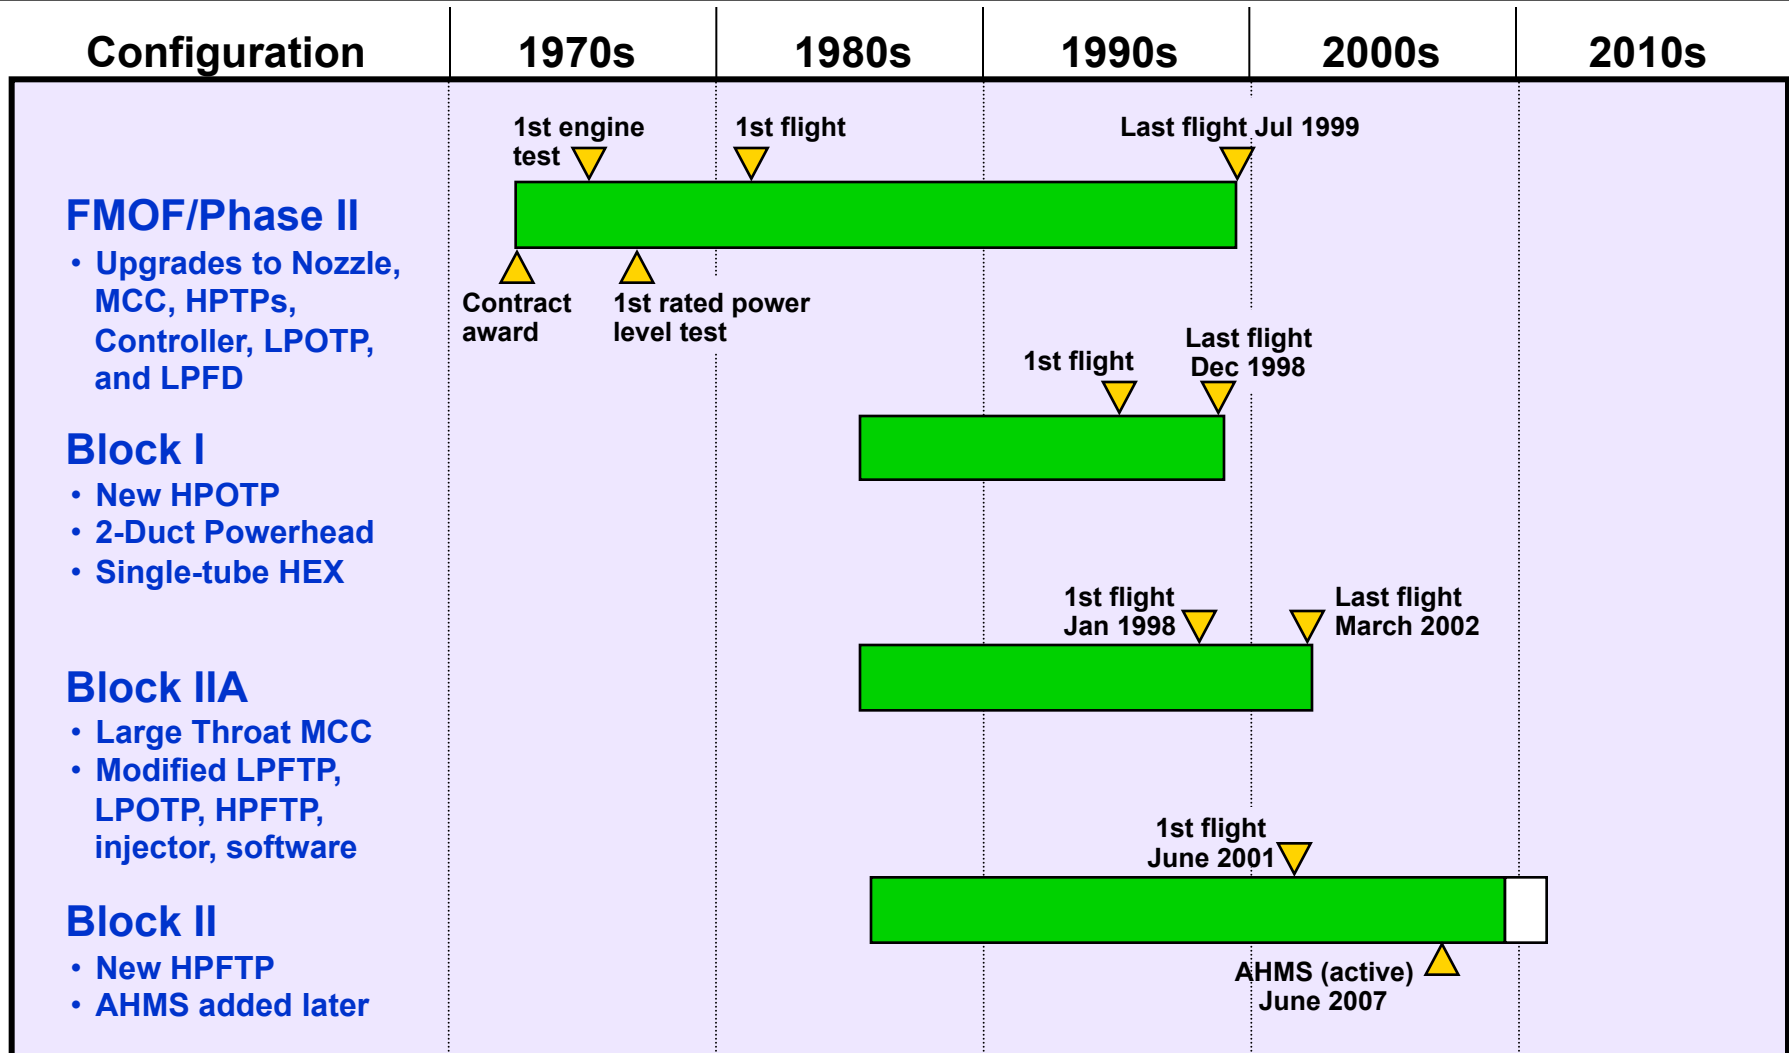 Configuration 1970s 1980s 1990s 2000s 2010s
1st engine
test
1st flight
Last flight Jul 1999
FMOF/Phase II
• Upgrades to Nozzle,
MCC, HPTPs,
Controller, LPOTP,
and LPFD
Contract
award
1st rated power
level test
1st flight
Last flight
Dec 1998
Block I
• New HPOTP
• 2-Duct Powerhead
• Single-tube HEX
1st flight
Jan 1998
Last flight
March 2002
Block IIA
• Large Throat MCC
• Modified LPFTP,
LPOTP, HPFTP,
injector, software
1st flight
June 2001
Block II
• New HPFTP
• AHMS added later
AHMS (active)
June 2007